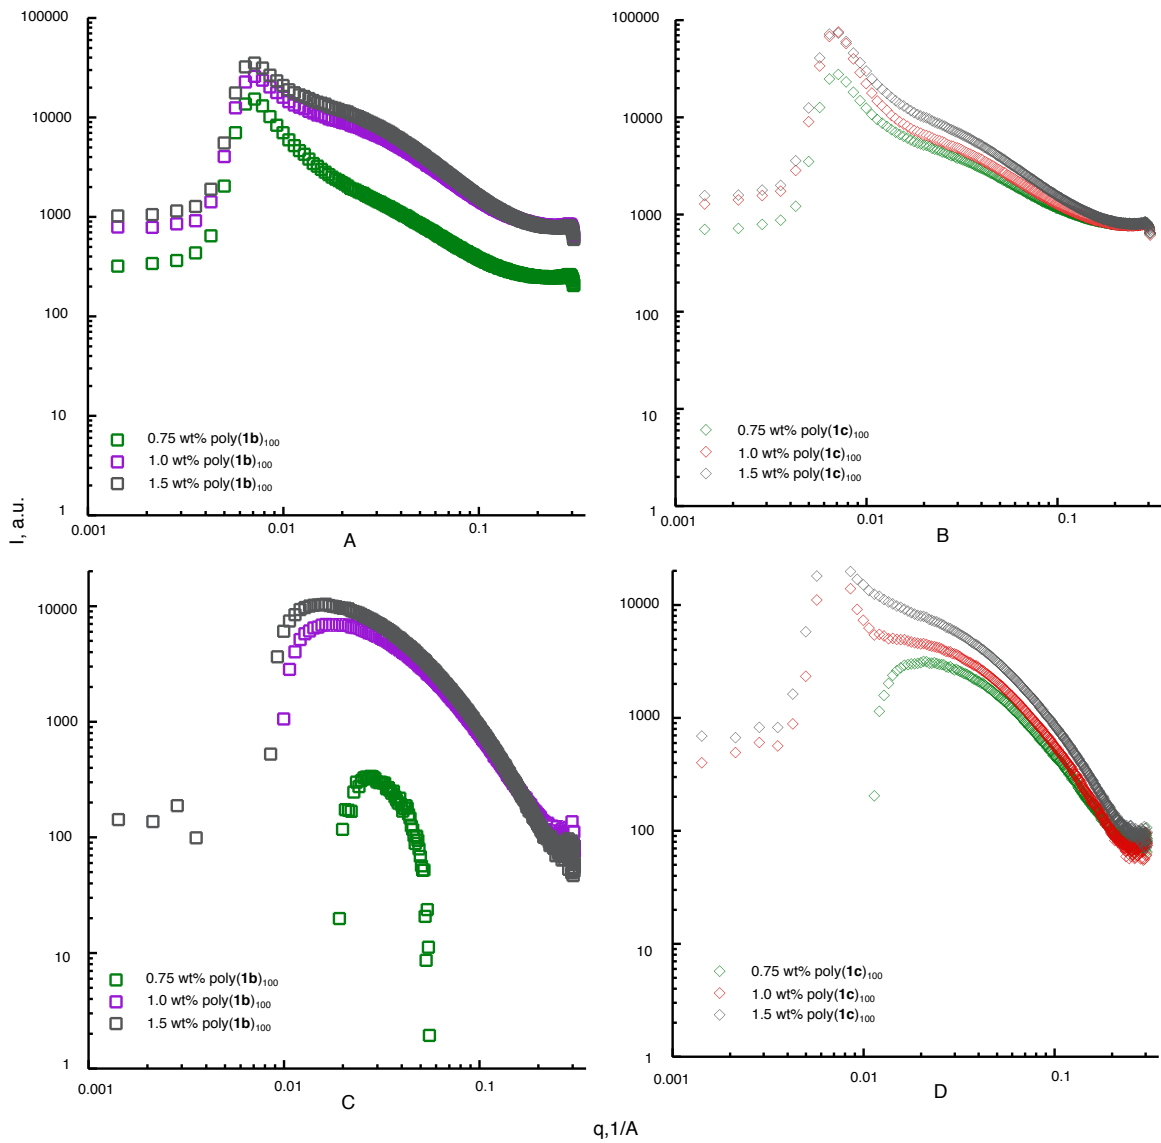 100000
10000
1000
100
10
1
0.001
0.01
0.1
0.75 wt% poly(1b)100
1.0 wt% poly(1b)100
1.5 wt% poly(1b)100
A
100000
10000
1000
100
10
1
0.001
0.01
0.1
0.75 wt% poly(1c)100
1.0 wt% poly(1c)100
1.5 wt% poly(1c)100
B
I, a.u.
10000
1000
100
10
1
0.001
0.01
0.1
0.75 wt% poly(1b)100
1.0 wt% poly(1b)100
1.5 wt% poly(1b)100
C
1
10000
1000
100
10
1
0.001
0.01
0.1
0.75 wt% poly(1c)100
1.0 wt% poly(1c)100
1.5 wt% poly(1c)100
D
q,1/A